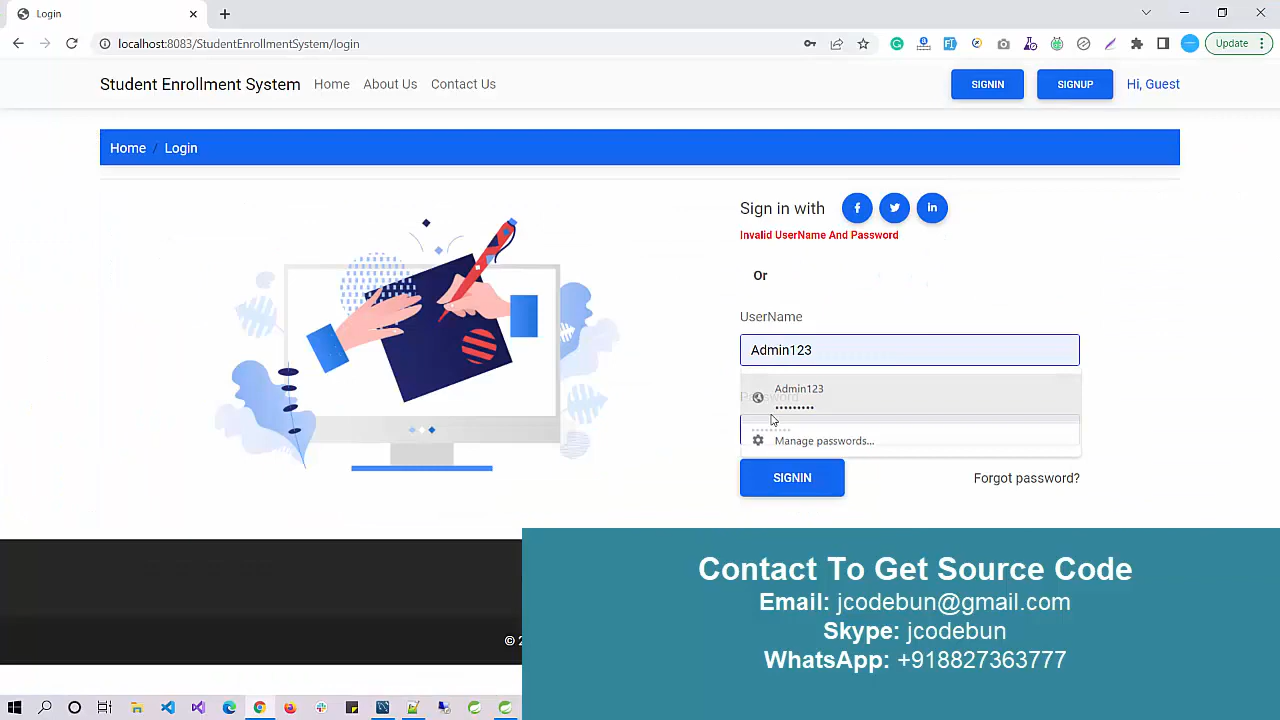 Login
localhost:8083/StudentEnrollmentSystem/login
Update
Student Enrollment System Home About Us Contact Us SIGNIN SIGNUP Hi, Guest
Home / Login
Sign in with
Invalid UserName And Password
Or
UserName
Admin123
Admin123
Password
Manage passwords...
SIGNIN Forgot password?
Contact To Get Source Code
Email: jcodebun@gmail.com
Skype: jcodebun
WhatsApp: +918827363777
© 2